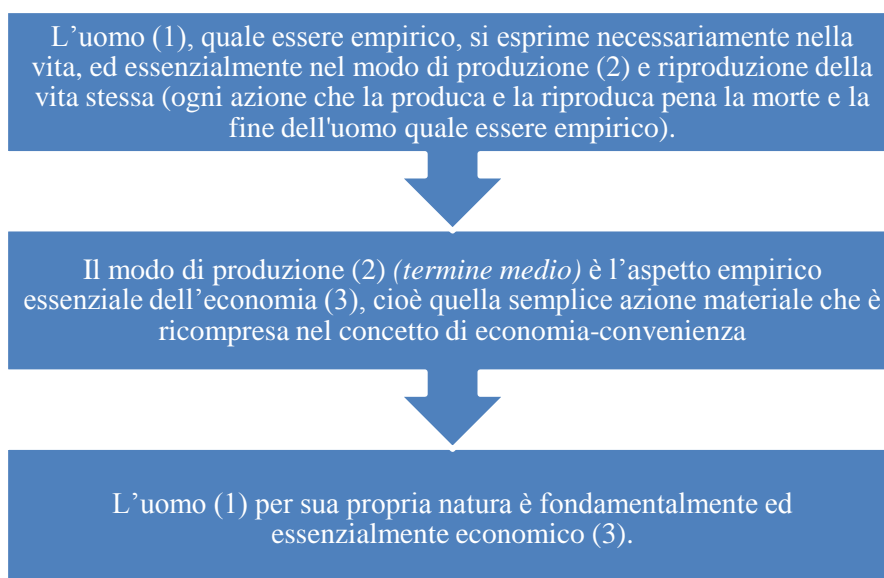 L’uomo (1), quale essere empirico, si esprime necessariamente nella
vita, ed essenzialmente nel modo di produzione (2) e riproduzione della
vita stessa (ogni azione che la produca e la riproduca pena la morte e la
fine dell'uomo quale essere empirico).
Il modo di produzione (2) (termine medio) è l’aspetto empirico
essenziale dell’economia (3), cioè quella semplice azione materiale che è
ricompresa nel concetto di economia-convenienza
L’uomo (1) per sua propria natura è fondamentalmente ed
essenzialmente economico (3).